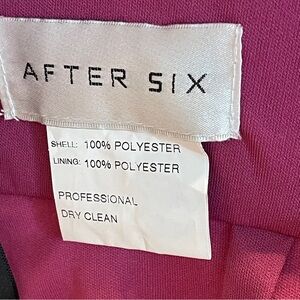 AFTER SIX
SHELL: 100% POLYESTER
LINING: 100% POLYESTER
PROFESSIONAL
DRY CLEAN